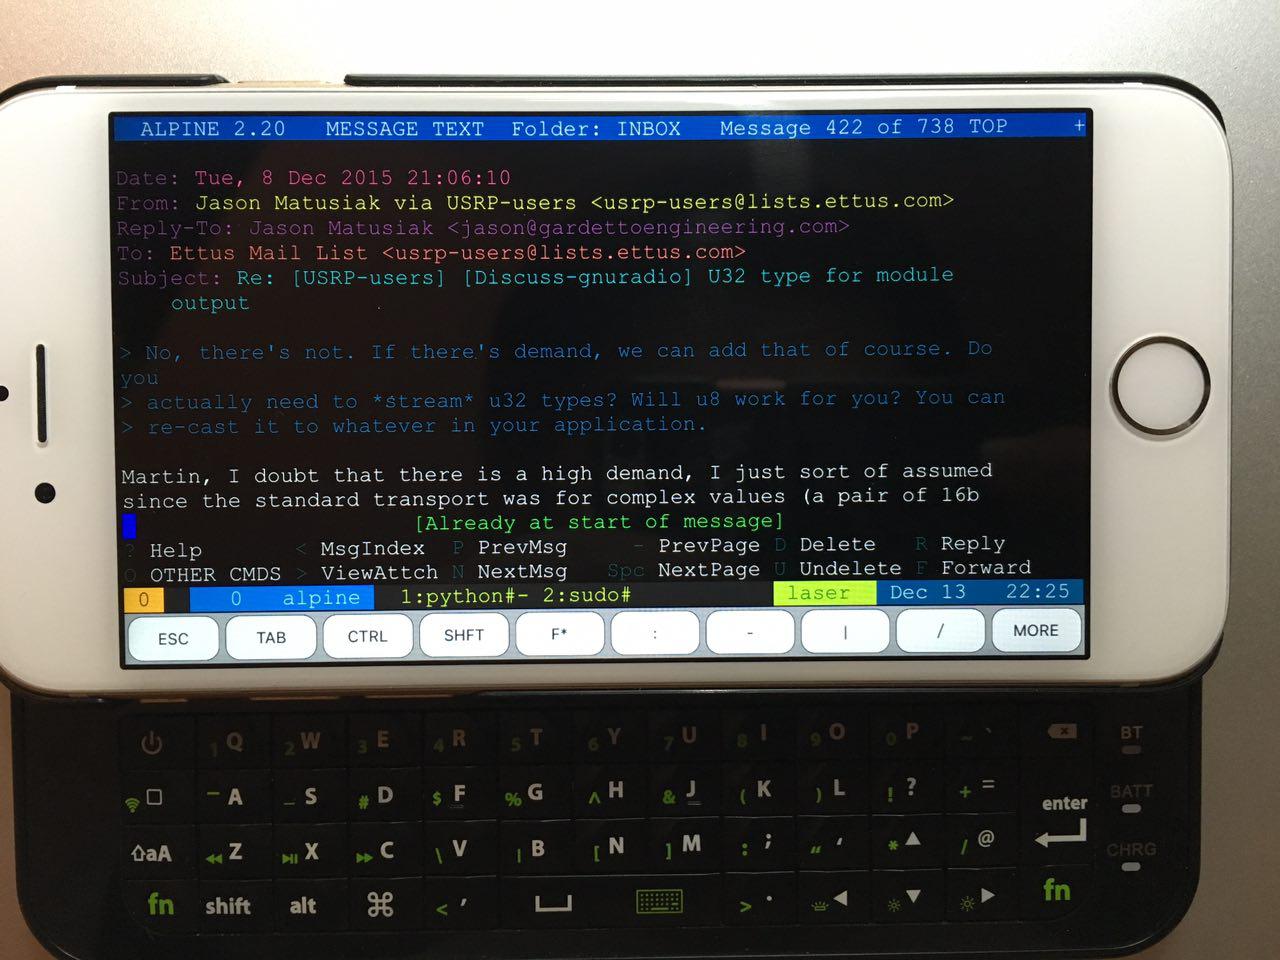 ALPINE 2.20 MESSAGE TEXT Folder: INBOX Message 422 of 738 TOP +
Date: Tue, 8 Dec 2015 21:06:10
From: Jason Matusiak via USRP-users <usrp-users@lists.ettus.com>
Reply-To: Jason Matusiak <jason@gardettoengineering.com>
To: Ettus Mail List <usrp-users@lists.ettus.com>
Subject: Re: [USRP-users] [Discuss-gnuradio] U32 type for module
output
> No, there's not. If there's demand, we can add that of course. Do
you
> actually need to *stream* u32 types? Will u8 work for you? You can
> re-cast it to whatever in your application.
Martin, I doubt that there is a high demand, I just sort of assumed
since the standard transport was for complex values (a pair of 16b
[Already at start of message]
? Help < MsgIndex P PrevMsg - PrevPage D Delete R Reply
O OTHER CMDS > ViewAttch N NextMsg Spc NextPage U Undelete F Forward
0 0 alpine 1:python#- 2:sudo# laser Dec 13 22:25
ESC TAB CTRL SHFT F* : - | / MORE
1 Q 2 W 3 E 4 R 5 T 6 Y 7 U 8 I 9 O 0 P ~ ` BT
– A _ S # D $ F % G ^ H & J ( K ) L ! ? + = BATT
enter
aA Z X C \ V | B [ N ] M : ; " ' * / @ CHRG
fn shift alt ⌘ < , > . fn